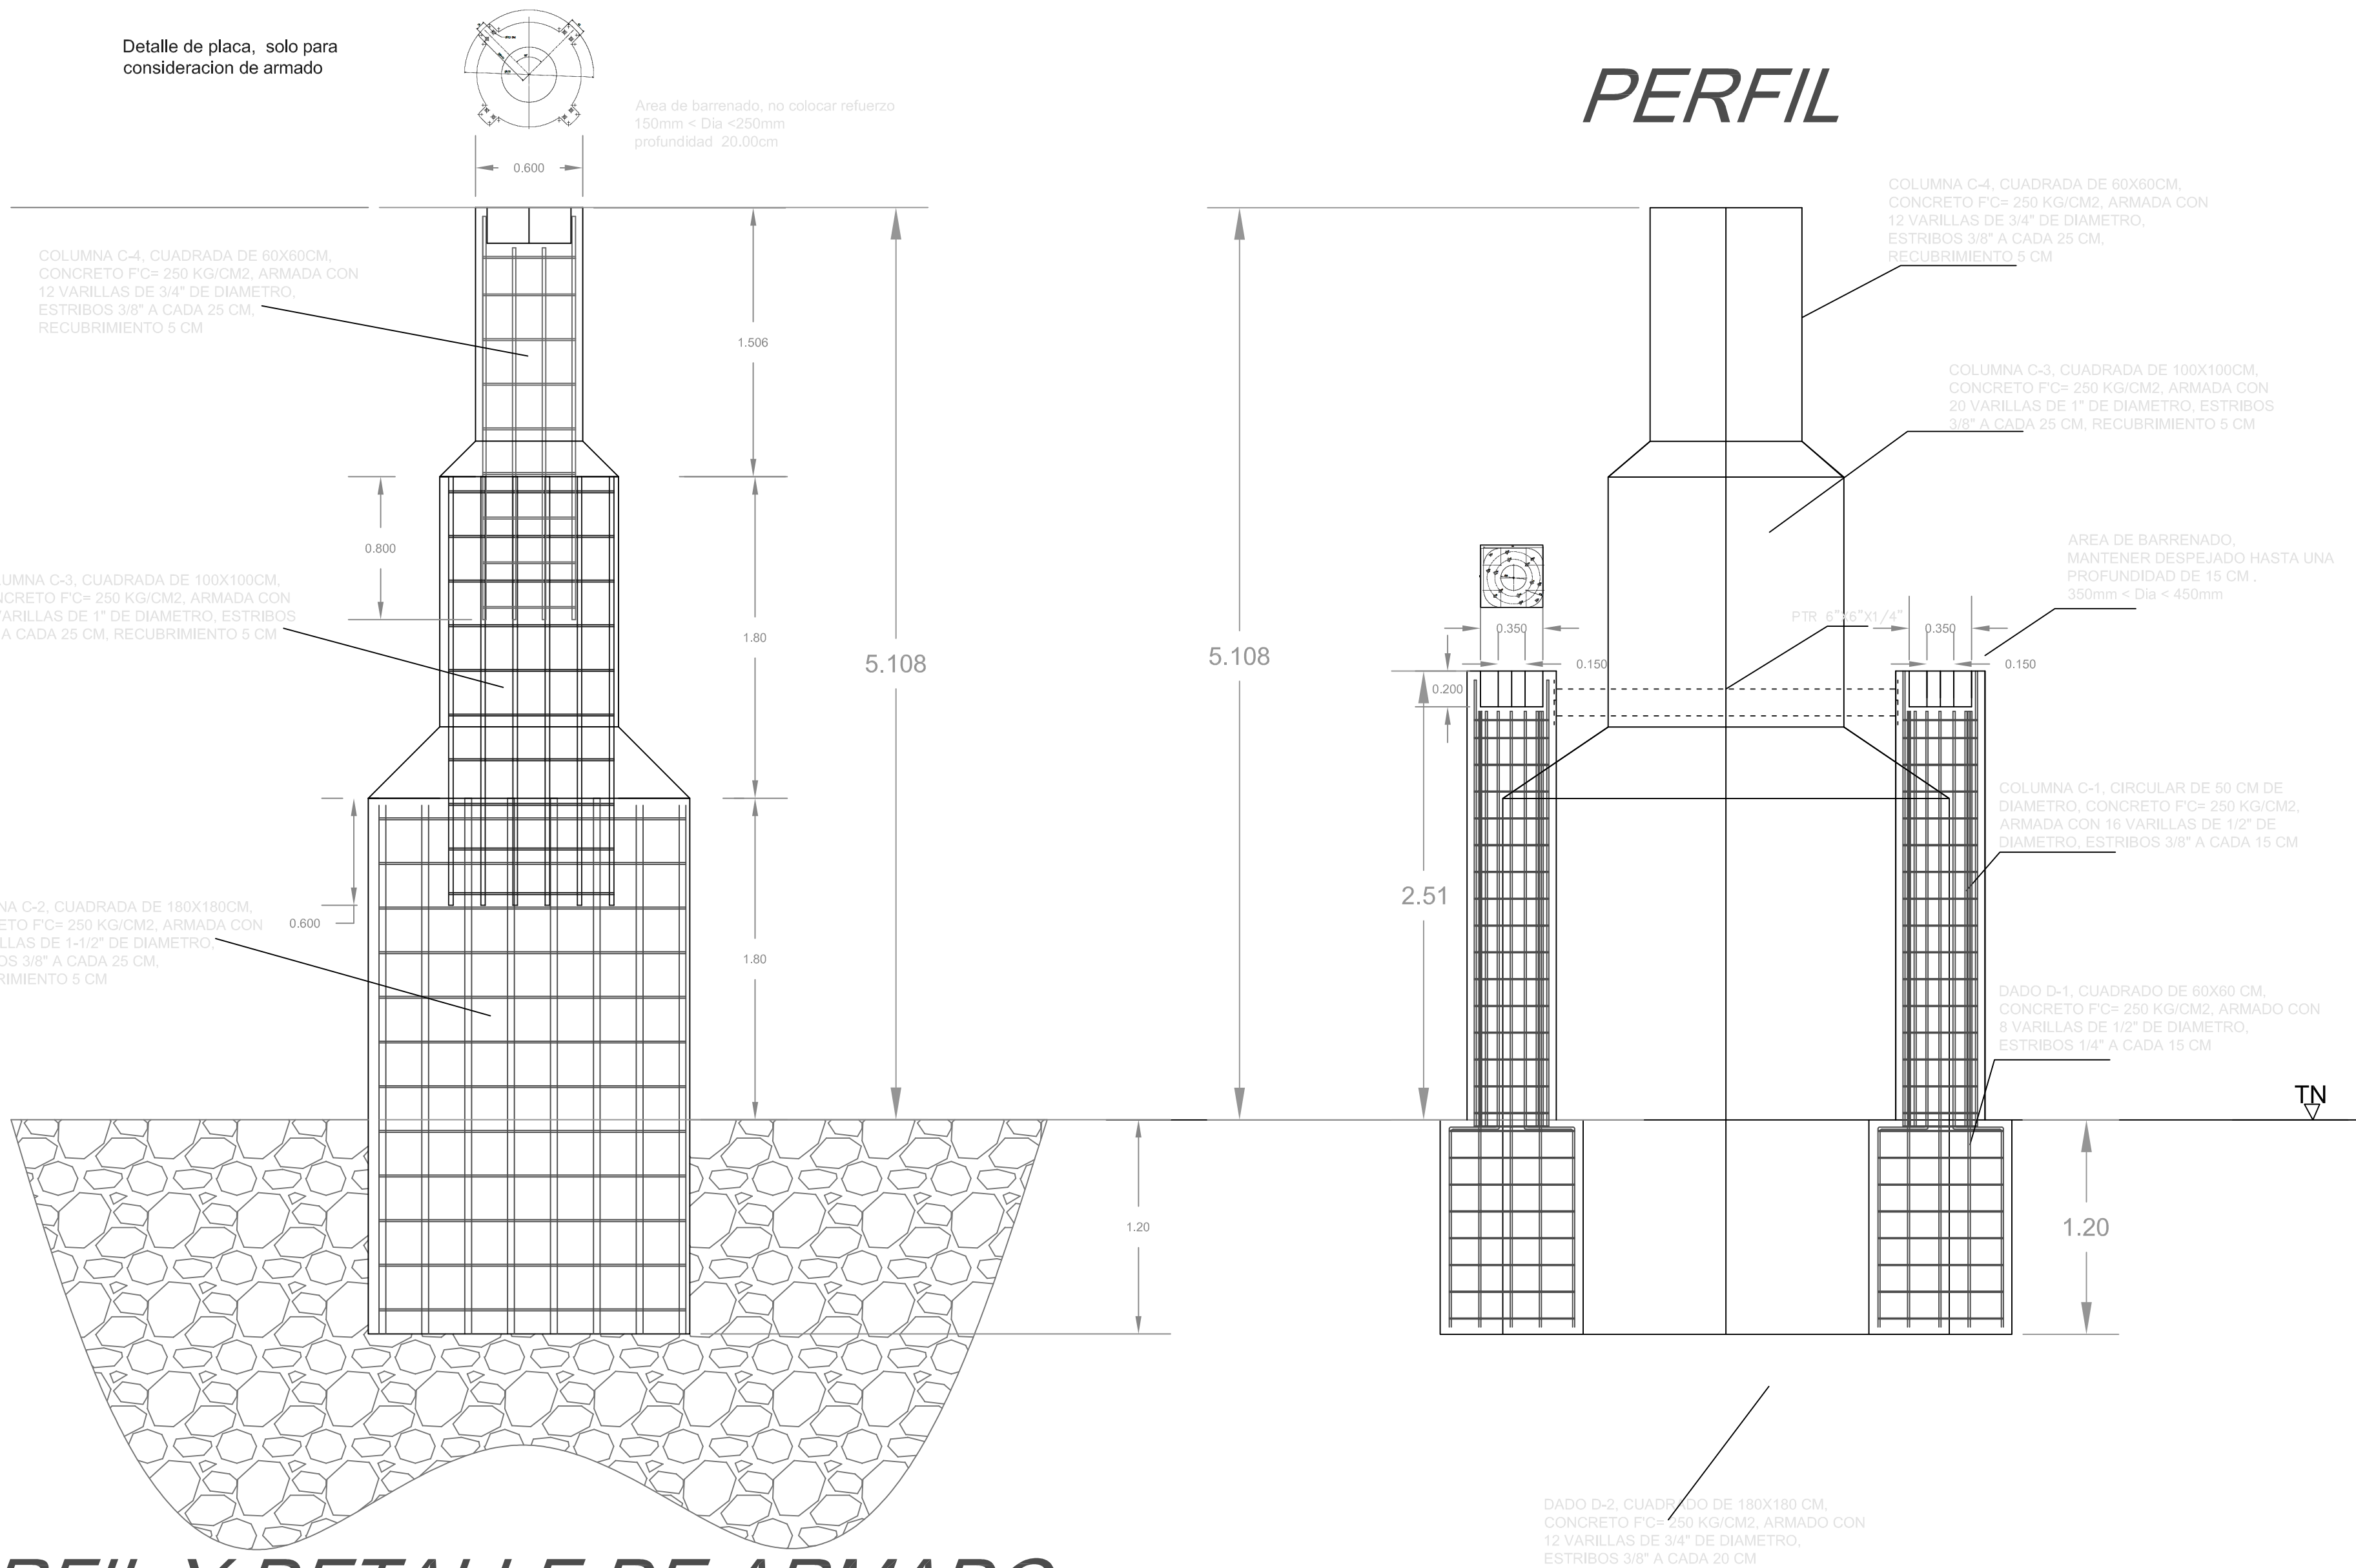 Detalle de placa, solo para
consideracion de armado
Area de barrenado, no colocar refuerzo
150mm < Dia <250mm
profundidad 20.00cm
0.600
COLUMNA C-4, CUADRADA DE 60X60CM,
CONCRETO F'C= 250 KG/CM2, ARMADA CON
12 VARILLAS DE 3/4" DE DIAMETRO,
ESTRIBOS 3/8" A CADA 25 CM,
RECUBRIMIENTO 5 CM
1.506
0.800
UMNA C-3, CUADRADA DE 100X100CM,
NCRETO F'C= 250 KG/CM2, ARMADA CON
VARILLAS DE 1" DE DIAMETRO, ESTRIBOS
A CADA 25 CM, RECUBRIMIENTO 5 CM
1.80
5.108
NA C-2, CUADRADA DE 180X180CM,
ETO F'C= 250 KG/CM2, ARMADA CON
LLAS DE 1-1/2" DE DIAMETRO,
OS 3/8" A CADA 25 CM,
RIMIENTO 5 CM
0.600
1.80
1.20
RFIL Y DETALLE DE ARMADO
PERFIL
COLUMNA C-4, CUADRADA DE 60X60CM,
CONCRETO F'C= 250 KG/CM2, ARMADA CON
12 VARILLAS DE 3/4" DE DIAMETRO,
ESTRIBOS 3/8" A CADA 25 CM,
RECUBRIMIENTO 5 CM
COLUMNA C-3, CUADRADA DE 100X100CM,
CONCRETO F'C= 250 KG/CM2, ARMADA CON
20 VARILLAS DE 1" DE DIAMETRO, ESTRIBOS
3/8" A CADA 25 CM, RECUBRIMIENTO 5 CM
AREA DE BARRENADO,
MANTENER DESPEJADO HASTA UNA
PROFUNDIDAD DE 15 CM .
350mm < Dia < 450mm
PTR 6"X6"X1/4"
0.350
0.350
0.150
0.150
0.200
5.108
2.51
COLUMNA C-1, CIRCULAR DE 50 CM DE
DIAMETRO, CONCRETO F'C= 250 KG/CM2,
ARMADA CON 16 VARILLAS DE 1/2" DE
DIAMETRO, ESTRIBOS 3/8" A CADA 15 CM
DADO D-1, CUADRADO DE 60X60 CM,
CONCRETO F'C= 250 KG/CM2, ARMADO CON
8 VARILLAS DE 1/2" DE DIAMETRO,
ESTRIBOS 1/4" A CADA 15 CM
TN
1.20
DADO D-2, CUADRADO DE 180X180 CM,
CONCRETO F'C= 250 KG/CM2, ARMADO CON
12 VARILLAS DE 3/4" DE DIAMETRO,
ESTRIBOS 3/8" A CADA 20 CM